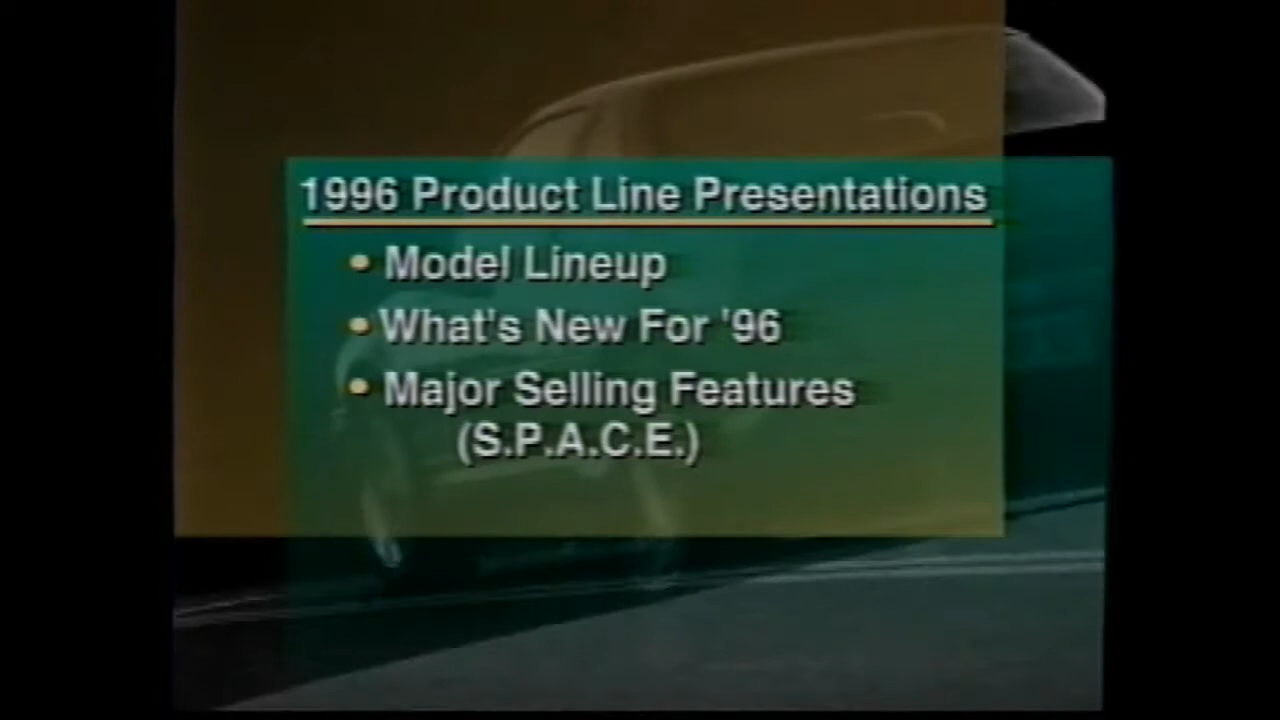 1996 Product Line Presentations
• Model Lineup
• What's New For '96
• Major Selling Features
(S.P.A.C.E.)